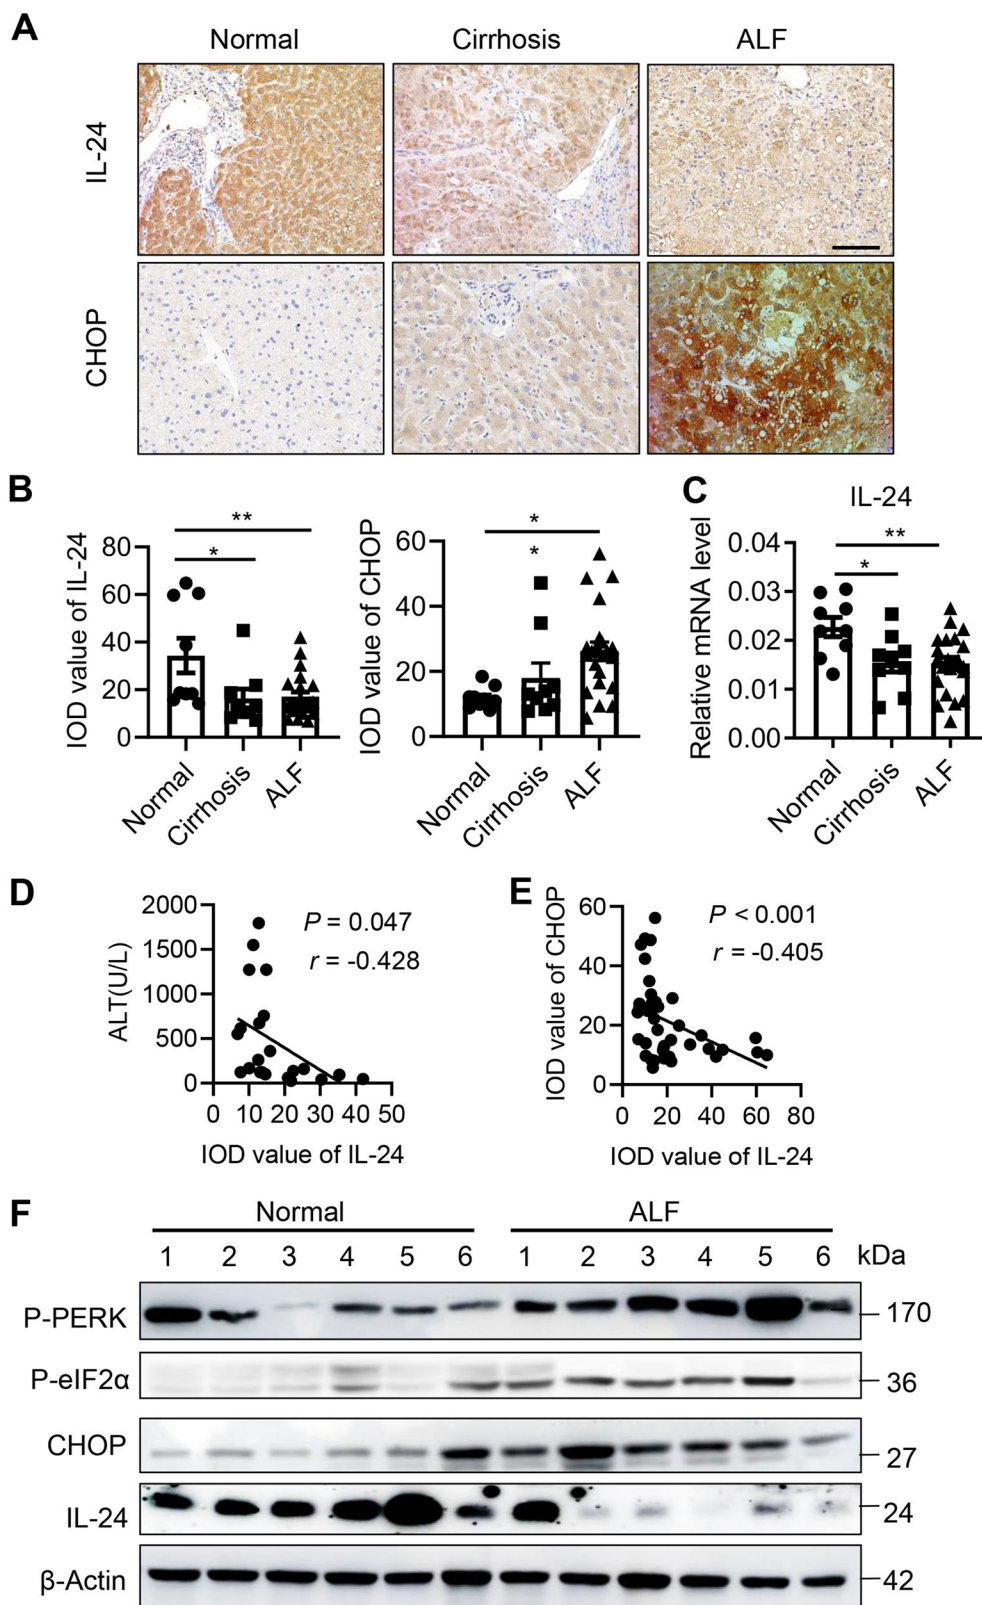 A
Normal Cirrhosis ALF
IL-24
CHOP
B
IOD value of IL-24
80
60
40
20
0
**
*
Normal Cirrhosis ALF
IOD value of CHOP
60
40
20
0
*
*
Normal Cirrhosis ALF
C
IL-24
Relative mRNA level
0.04
0.03
0.02
0.01
0.00
**
*
Normal Cirrhosis ALF
D
ALT(U/L)
2000
1500
1000
500
0
P = 0.047
r = -0.428
0 10 20 30 40 50
IOD value of IL-24
E
IOD value of CHOP
60
40
20
0
P < 0.001
r = -0.405
0 20 40 60 80
IOD value of IL-24
F
Normal ALF
1 2 3 4 5 6 1 2 3 4 5 6 kDa
P-PERK 170
P-eIF2α 36
CHOP 27
IL-24 24
β-Actin 42